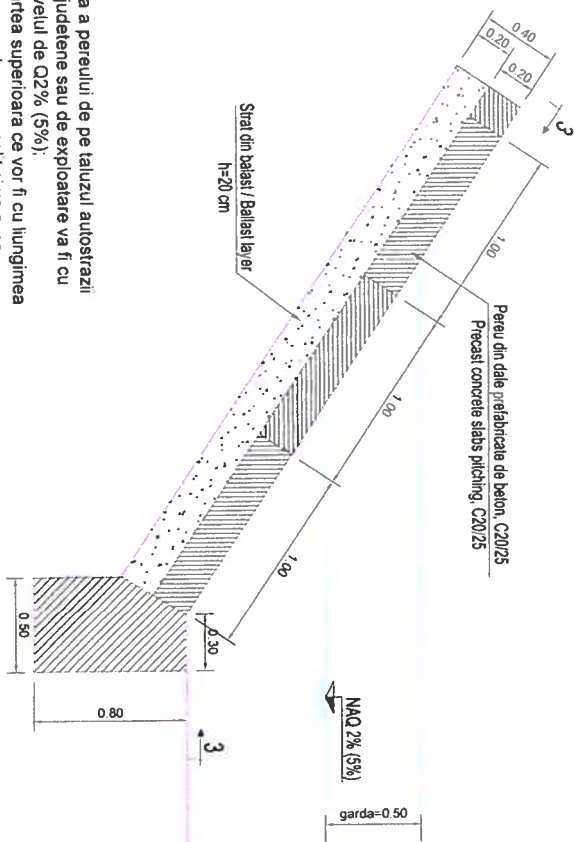 0.40
0.20
0.20
3
1.00
1.00
1.00
Pereu din dale prefabricate de beton, C20/25
Precast concrete slabs pitching, C20/25
Strat din balast / Ballast layer
h=20 cm
0.30
0.50
0.80
3
NAQ 2% (5%)
garda=0.50
a a pereului de pe taluzul autostrazii
judetene sau de exploatare va fi cu
velul de Q2% (5%);
rtea superioara ce vor fi cu liungimea